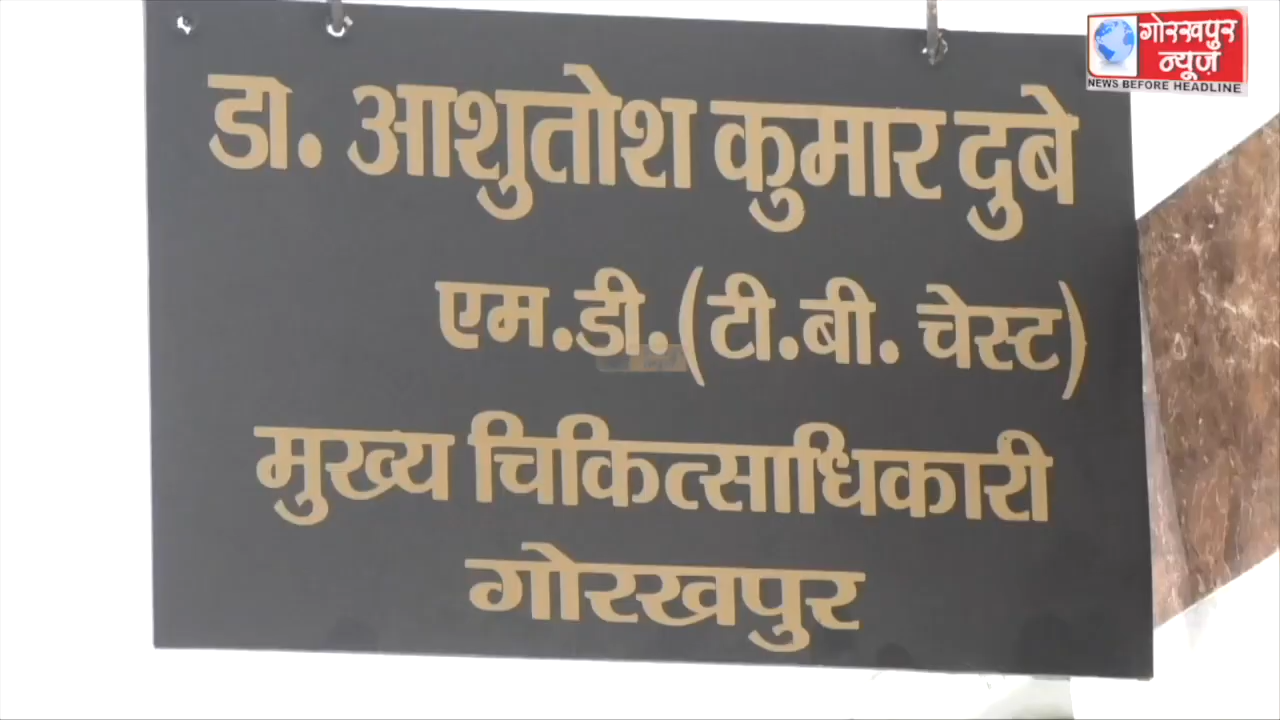 गोरखपुर
न्यूज़
NEWS BEFORE HEADLINE
डा. आशुतोश कुमार दुबे
एम.डी.(टी.बी. चेस्ट)
मुख्य चिकित्साधिकारी
गोरखपुर